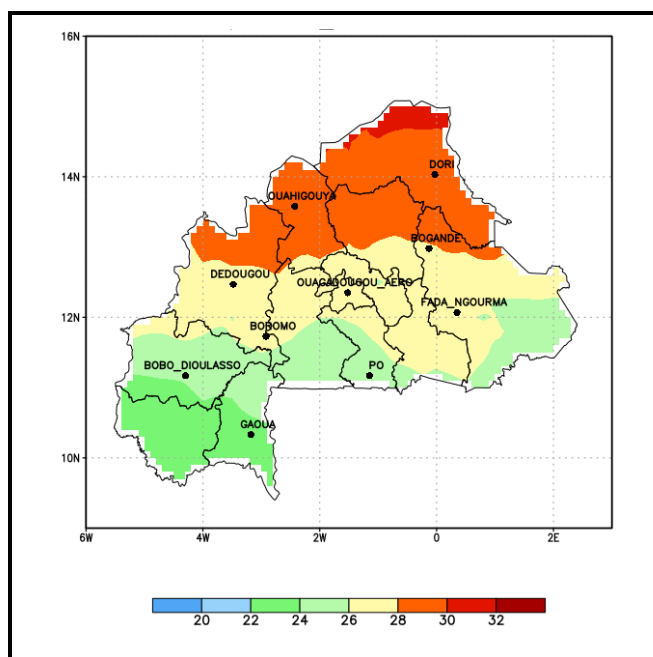 16N
14N
DORI
OUAHIGOUYA
BOGANDE
DEDOUGOU
OUAGADOUGOU_AERO
FADA_NGOURMA
12N
BOROMO
BOBO_DIOULASSO
PO
GAOUA
10N
6W 4W 2W 0 2E
20 22 24 26 28 30 32